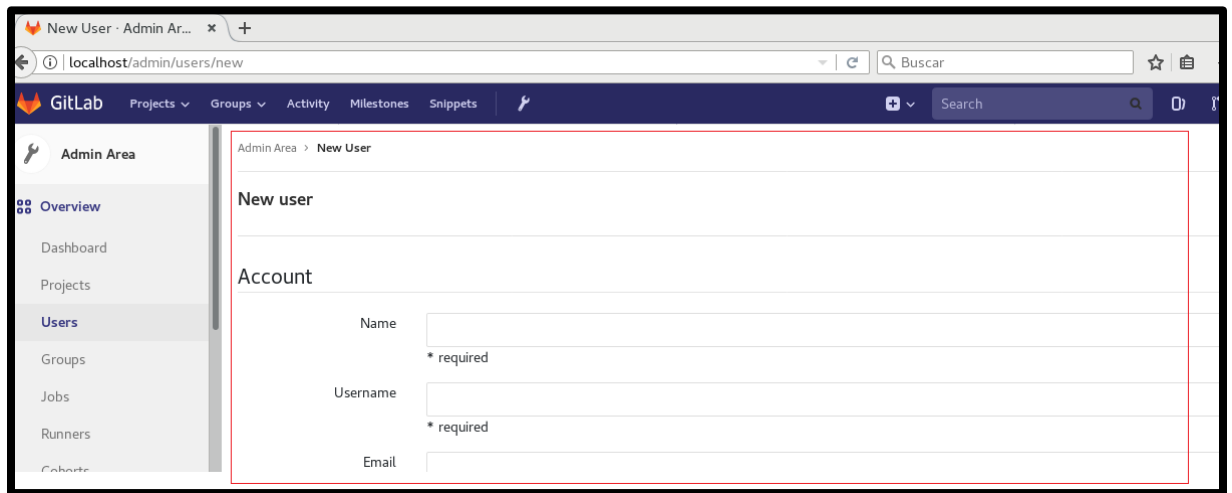 New User · Admin Ar...
localhost/admin/users/new
Buscar
GitLab Projects Groups Activity Milestones Snippets Search
Admin Area
Admin Area › New User
Overview
New user
Dashboard
Projects
Account
Users
Name
* required
Groups
Jobs
Username
* required
Runners
Email
Cohorts